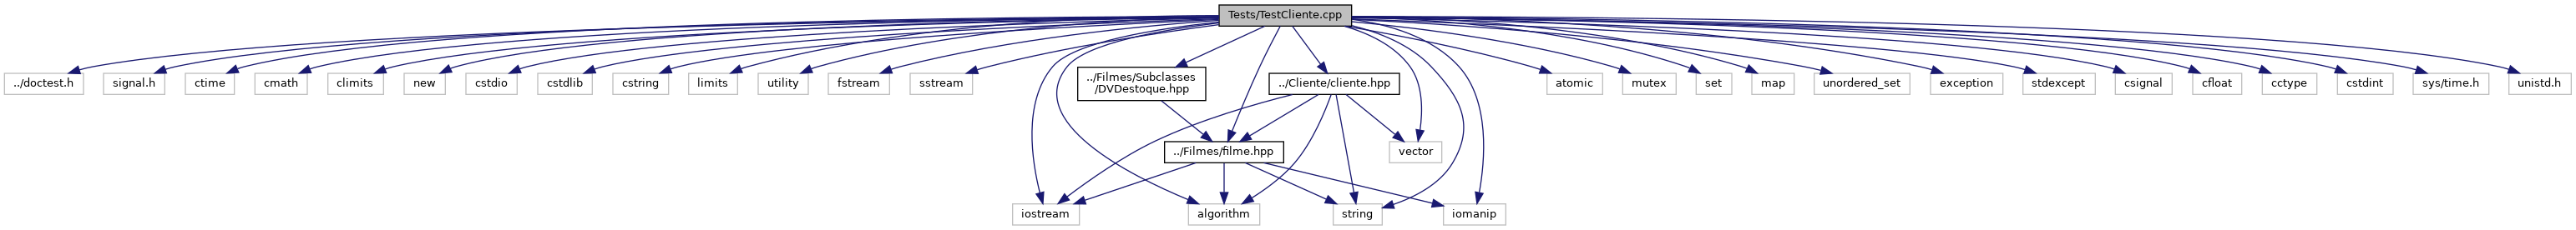 Tests/TestCliente.cpp
../doctest.h
signal.h
ctime
cmath
climits
new
cstdio
cstdlib
cstring
limits
utility
fstream
sstream
../Filmes/Subclasses
/DVDestoque.hpp
../Cliente/cliente.hpp
atomic
mutex
set
map
unordered_set
exception
stdexcept
csignal
cfloat
cctype
cstdint
sys/time.h
unistd.h
../Filmes/filme.hpp
vector
iostream
algorithm
string
iomanip